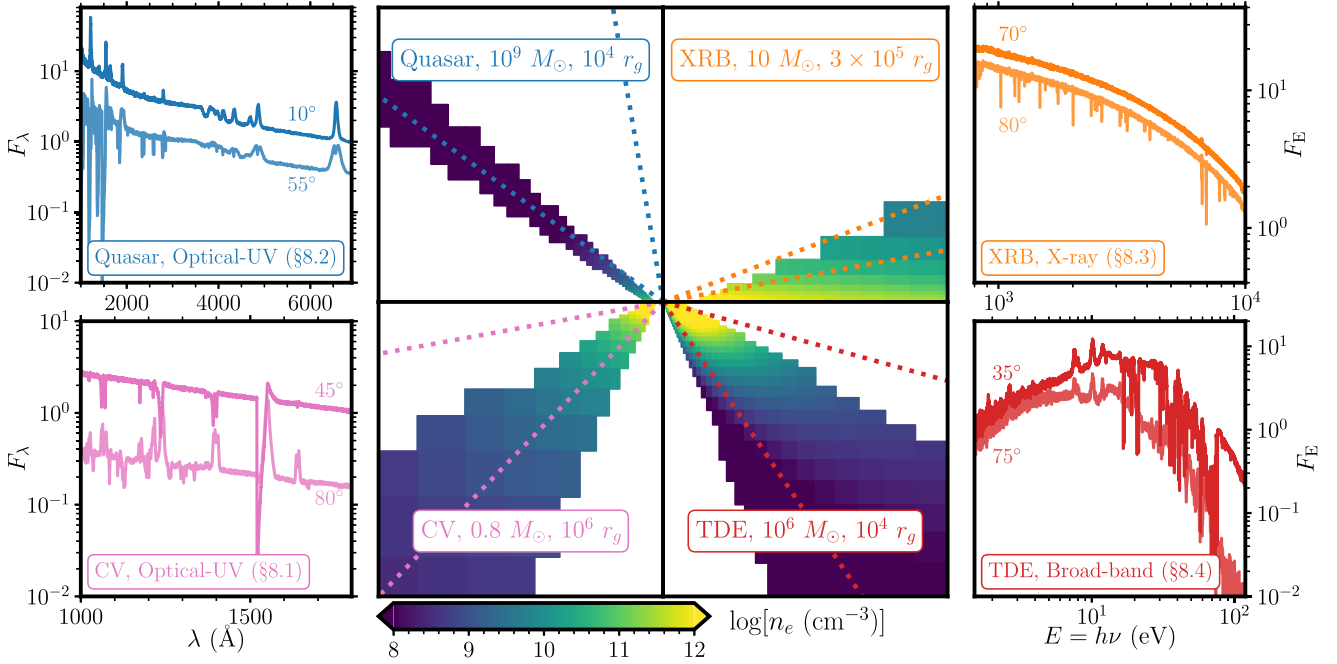 Quasar, 10⁹ M⊙, 10⁴ r_g
XRB, 10 M⊙, 3 × 10⁵ r_g
CV, 0.8 M⊙, 10⁶ r_g
TDE, 10⁶ M⊙, 10⁴ r_g
8 9 10 11 12
log[n_e (cm⁻³)]
F_λ
10¹
10⁰
10⁻¹
10⁻²
10°
55°
Quasar, Optical-UV (§8.2)
2000 4000 6000
F_λ
10¹
10⁰
10⁻¹
10⁻²
45°
80°
CV, Optical-UV (§8.1)
1000 1500
λ (Å)
70°
80°
XRB, X-ray (§8.3)
10¹
10⁰
F_E
10³ 10⁴
35°
75°
TDE, Broad-band (§8.4)
10¹
10⁰
10⁻¹
10⁻²
F_E
10¹ 10²
E = hν (eV)